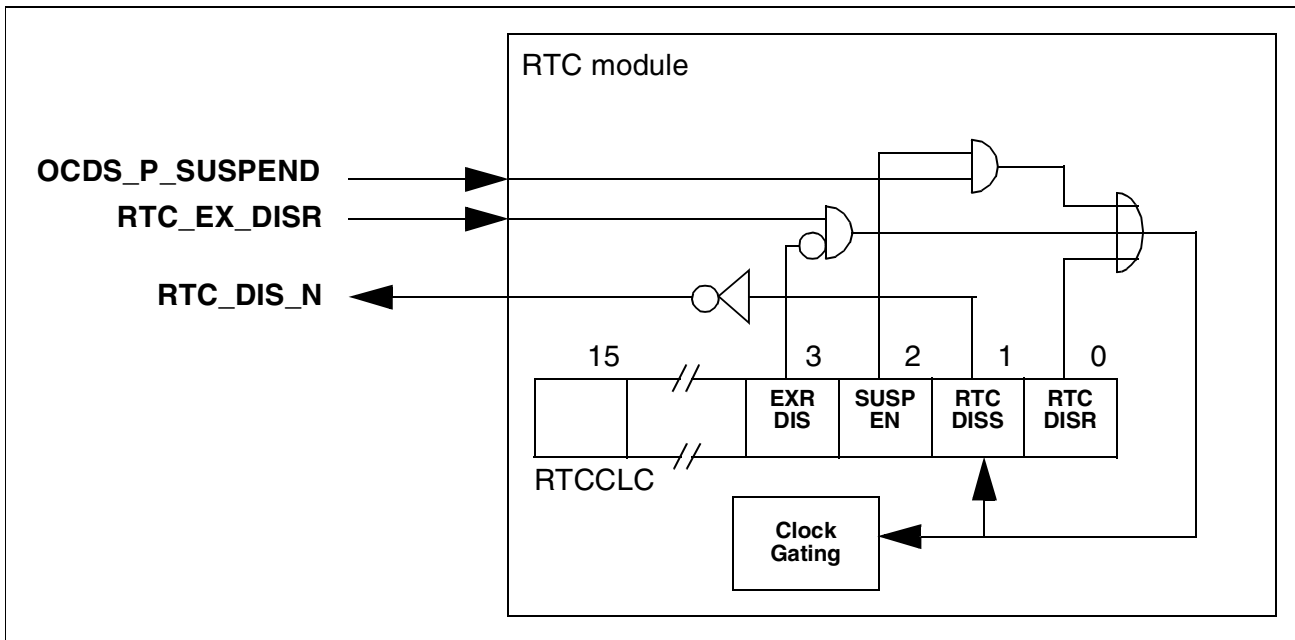 RTC module
OCDS_P_SUSPEND
RTC_EX_DISR
RTC_DIS_N
15 3 2 1 0
EXR DIS
SUSP EN
RTC DISS
RTC DISR
RTCCLC
Clock
Gating